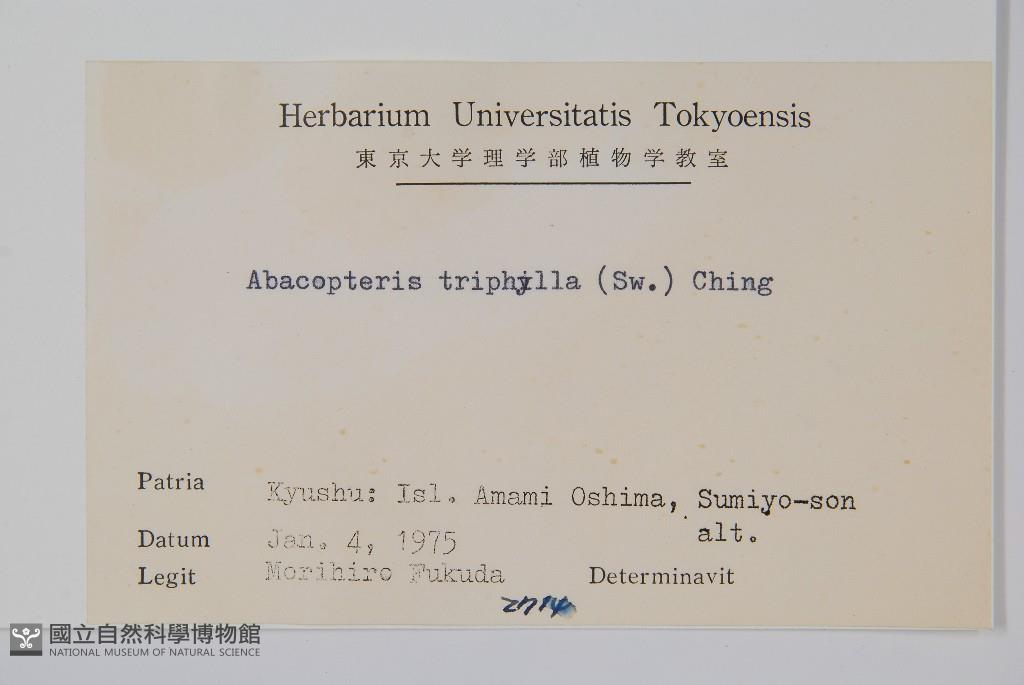 Herbarium Universitatis Tokyoensis
東京大学理学部植物学教室
Abacopteris triphylla (Sw.) Ching
Patria Kyushu: Isl. Amami Oshima, Sumiyo-son
alt.
Datum Jan. 4, 1975
Legit Morihiro Fukuda Determinavit
2714
國立自然科學博物館
NATIONAL MUSEUM OF NATURAL SCIENCE